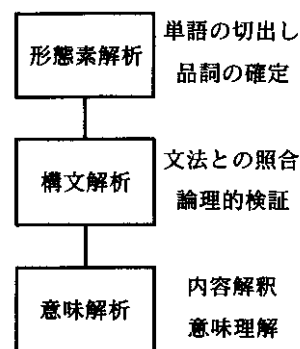 形態素解析
単語の切出し
品詞の確定
構文解析
文法との照合
論理的検証
意味解析
内容解釈
意味理解